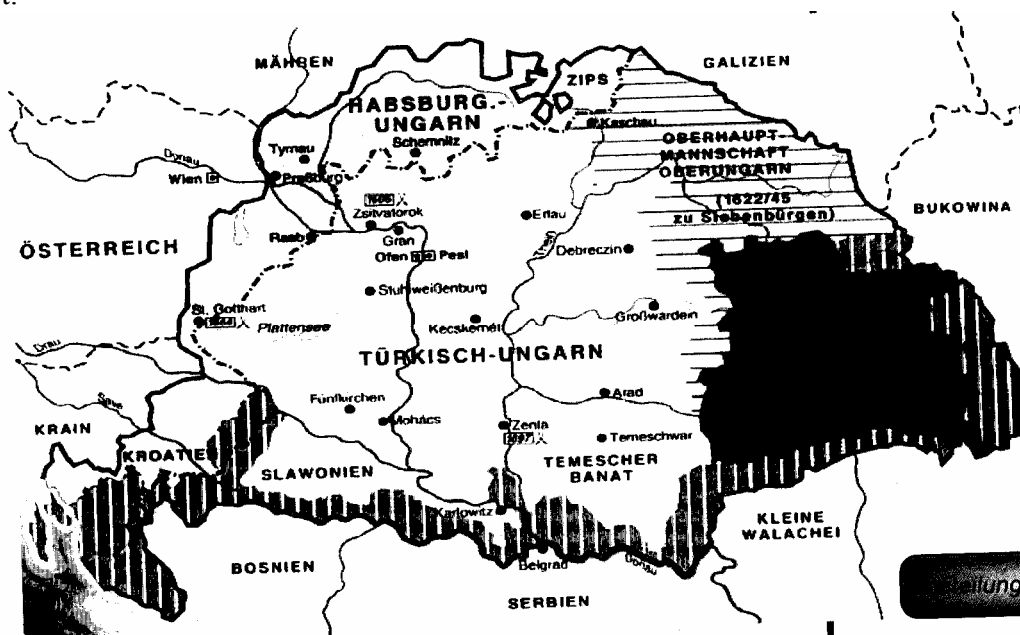 MÄHREN
GALIZIEN
ZIPS
HABSBURG.-
UNGARN
Kaschau
Schemnitz
OBERHAUPT-
MANNSCHAFT
OBERUNGARN
Tyrnau
Donau
Wien
Preßburg
(1622/45
zu Siebenbürgen)
Zsitvatorok
Erlau
BUKOWINA
ÖSTERREICH
Raab
Gran
Debreczin
Ofen
Pest
Stuhlweißenburg
St. Gotthart
Plattensee
Kecskemét
Großwardein
Drau
TÜRKISCH-UNGARN
Save
Fünfkirchen
Arad
Mohács
Zenta
KRAIN
KROATIEN
Temeschwar
SLAWONIEN
TEMESCHER
BANAT
Karlowitz
KLEINE
WALACHEI
BOSNIEN
Belgrad
Donau
SERBIEN